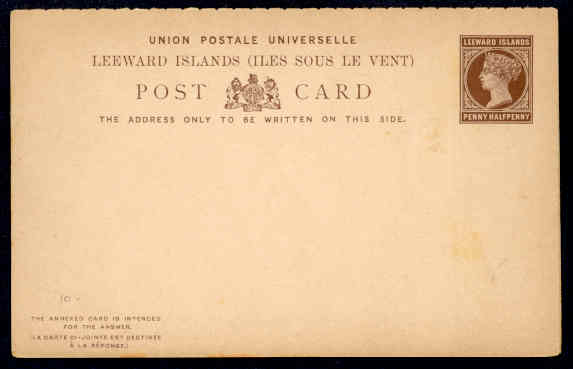 UNION POSTALE UNIVERSELLE
LEEWARD ISLANDS (ILES SOUS LE VENT)
POST CARD
THE ADDRESS ONLY TO BE WRITTEN ON THIS SIDE.
LEEWARD ISLANDS
PENNY HALFPENNY
THE ANNEXED CARD IS INTENDED
FOR THE ANSWER.
(LA CARTE CI-JOINTE EST DESTINÉE
À LA RÉPONSE.)